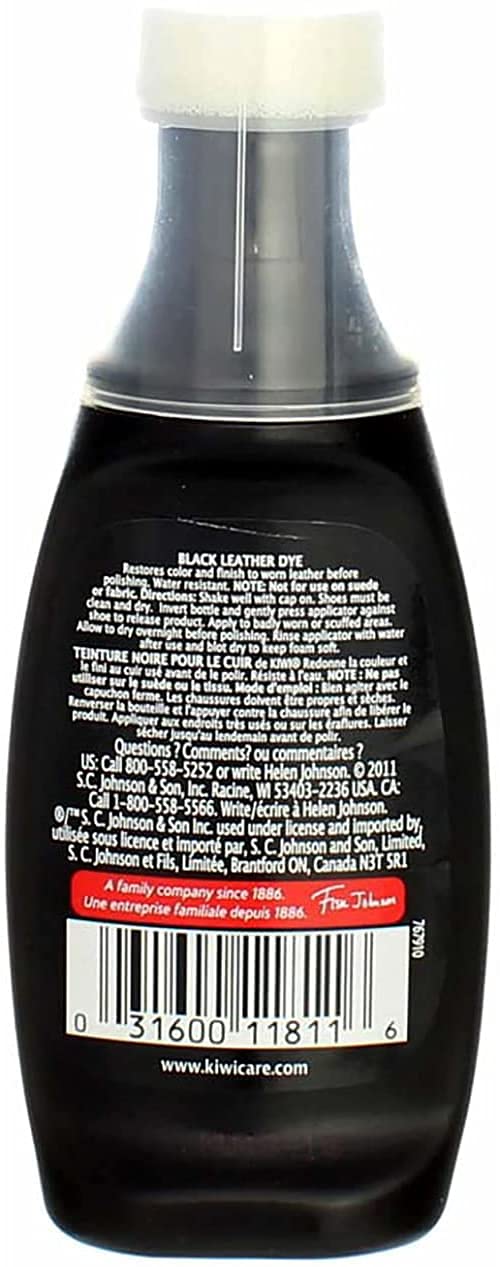 BLACK LEATHER DYE
Restores color and finish to worn leather before
polishing. Water resistant. NOTE: Not for use on suede
or fabric. Directions: Shake well with cap on. Shoes must be
clean and dry. Invert bottle and gently press applicator against
shoe to release product. Apply to badly worn or scuffed areas.
Allow to dry overnight before polishing. Rinse applicator with water
after use and blot dry to keep foam soft.
TEINTURE NOIRE POUR LE CUIR de KIWI® Redonne la couleur et
le fini au cuir usé avant de le polir. Résiste à l'eau. NOTE : Ne pas
utiliser sur le suède ou le tissu. Mode d'emploi : Bien agiter avec le
capuchon fermé. Les chaussures doivent être propres et sèches.
Renverser la bouteille et l'appuyer contre la chaussure afin de libérer le
produit. Appliquer aux endroits très usés ou sur les éraflures. Laisser
sécher jusqu'au lendemain avant de polir.
Questions ? Comments? ou commentaires ?
US: Call 800-558-5252 or write Helen Johnson. © 2011
S.C. Johnson & Son, Inc. Racine, WI 53403-2236 USA. CA:
Call 1-800-558-5566. Write/écrire à Helen Johnson.
®/™ S. C. Johnson & Son Inc. used under license and imported by,
utilisée sous licence et importé par, S. C. Johnson and Son, Limited,
S. C. Johnson et Fils, Limitée, Brantford ON, Canada N3T 5R1
A family company since 1886.
Une entreprise familiale depuis 1886.
Fisk Johnson
767910
0 31600 11811 6
www.kiwicare.com